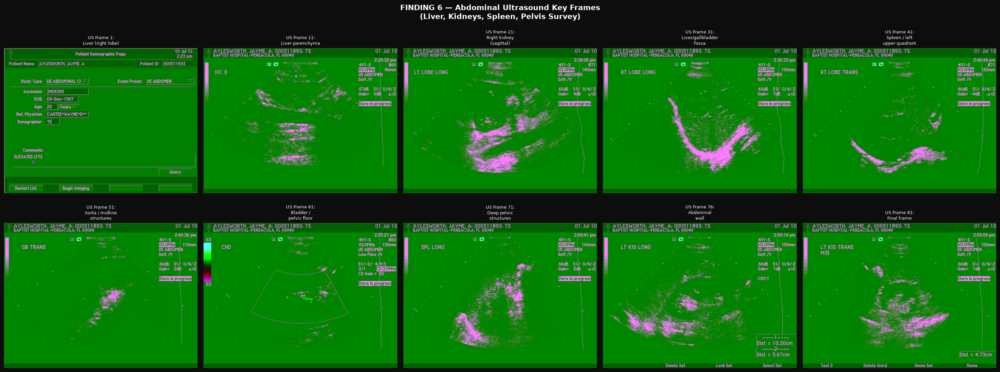 FINDING 6 — Abdominal Ultrasound Key Frames
(Liver, Kidneys, Spleen, Pelvis Survey)
US Frame 1:
Liver (right lobe)
Patient Demographic Page
01 Jul 10
2:23 pm
Patient Name AYLESWORTH, JAYME, A Patient ID 000511893
Study Type US ABDOMINAL C( Exam Preset US ABDOMEN
Accession 3405392
DOB 09-Dec-1987
Age 22 Years
Ref. Physician CARTEE^WAYNE^D^^
Sonographer TS
Comments:
ELEVATED LFTS
Query
Restart List Begin Imaging
US Frame 11:
Liver parenchyma
AYLESWORTH, JAYME, A: 000511893: TS 01 Jul 10
BAPTIST HOSPITAL-PENSACOLA, FL 68048
2:28:32 pm
4V1-S #69
H3.0MHz 90mm
US ABDOMEN
Soft /V
67dB S1/ 0/4/2
Gain= 0dB Δ=2
Store in progress
IVC D
US Frame 21:
Right kidney
(sagittal)
AYLESWORTH, JAYME, A: 000511893: TS 01 Jul 10
BAPTIST HOSPITAL-PENSACOLA, FL 68048
2:34:05 pm
4V1-S #71
H3.0MHz 140mm
US ABDOMEN
Soft /V
66dB S1/ 0/4/2
Gain= 4dB Δ=2
Store in progress
LT LOBE LONG
US Frame 31:
Liver/gallbladder
fossa
AYLESWORTH, JAYME, A: 000511893: TS 01 Jul 10
BAPTIST HOSPITAL-PENSACOLA, FL 68048
2:36:33 pm
4V1-S
H3.0MHz 190mm
US ABDOMEN
Soft /V
66dB S1/ 0/4/2
Gain= 7dB Δ=2
Store in progress
RT LOBE LONG
US Frame 41:
Spleen / left
upper quadrant
AYLESWORTH, JAYME, A: 000511893: TS 01 Jul 10
BAPTIST HOSPITAL-PENSACOLA, FL 68048
2:42:49 pm
4V1-S #71
H3.0MHz 160mm
US ABDOMEN
Soft /V
66dB S1/ 0/4/2
Gain= -4dB Δ=2
Store in progress
RT LOBE TRANS
US Frame 51:
Aorta / midline
structures
AYLESWORTH, JAYME, A: 000511893: TS 01 Jul 10
BAPTIST HOSPITAL-PENSACOLA, FL 68048
2:49:36 pm
4V1-S
H3.0MHz 110mm
US ABDOMEN
Soft /V
66dB S1/ 0/4/2
Gain= 2dB Δ=2
Store in progress
GB TRANS
US Frame 61:
Bladder /
pelvic floor
AYLESWORTH, JAYME, A: 000511893: TS 01 Jul 10
BAPTIST HOSPITAL-PENSACOLA, FL 68048
2:55:21 pm
.53
4V1-S #60
H3.0MHz 130mm
US ABDOMEN
Low Flow /V
S1/-2/ 4/V:3
3/1 CD:3.0MHz
CD Gain = 50
Store in progress
CHD
.53
US Frame 71:
Deep pelvic
structures
AYLESWORTH, JAYME, A: 000511893: TS 01 Jul 10
BAPTIST HOSPITAL-PENSACOLA, FL 68048
2:58:41 pm
4V1-S
H3.0MHz 160mm
US ABDOMEN
Soft /V
66dB S1/ 0/4/2
Gain= 2dB Δ=2
Store in progress
SPL LONG
US Frame 76:
Abdominal
wall
AYLESWORTH, JAYME, A: 000511893: TS 01 Jul 10
BAPTIST HOSPITAL-PENSACOLA, FL 68048
2:59:19 pm
4V1-S
H3.0MHz 150mm
US ABDOMEN
Soft /V
66dB S1/ 0/4/2
Gain= 1dB Δ=2
C83 !!
LT KID LONG
1
1
2
----1----
Dist = 10.30cm
----2----
Dist = 5.67cm
Delete Set Lock Set Select Set
US Frame 81:
Final frame
AYLESWORTH, JAYME, A: 000511893: TS 01 Jul 10
BAPTIST HOSPITAL-PENSACOLA, FL 68048
2:59:59 pm
4V1-S
H3.0MHz 150mm
US ABDOMEN
Soft /V
66dB S1/ 0/4/2
Gain= 1dB Δ=2
Store in progress
LT KID TRANS
MID
Dist = 4.73cm
Text 2 Delete Word Home Set Home